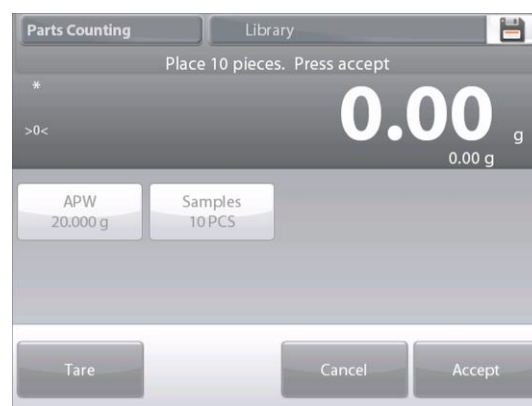 Parts Counting
Library
Place 10 pieces. Press accept
*
>0<
0.00 g
0.00 g
APW
20.000 g
Samples
10 PCS
Tare
Cancel
Accept